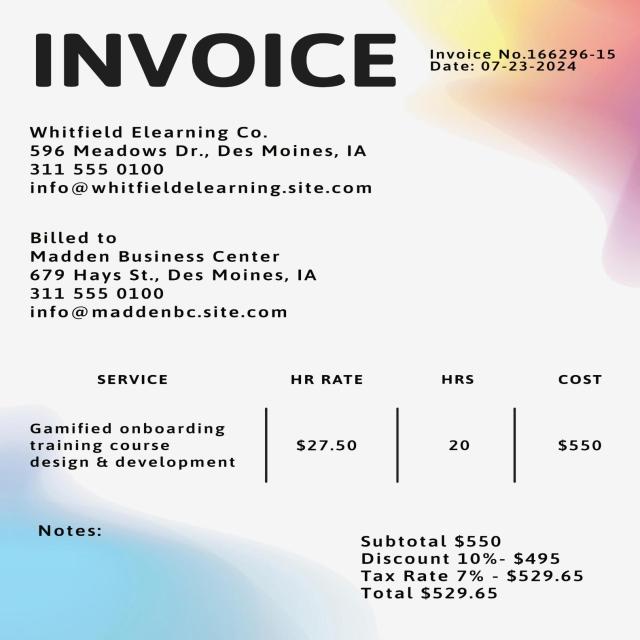 INVOICE
Invoice No.166296-15
Date: 07-23-2024
Whitfield Elearning Co.
596 Meadows Dr., Des Moines, IA
311 555 0100
info@whitfieldelearning.site.com
Billed to
Madden Business Center
679 Hays St., Des Moines, IA
311 555 0100
info@maddenbc.site.com
SERVICE HR RATE HRS COST
Gamified onboarding
training course
design & development
$27.50 20 $550
Notes:
Subtotal $550
Discount 10%- $495
Tax Rate 7% - $529.65
Total $529.65